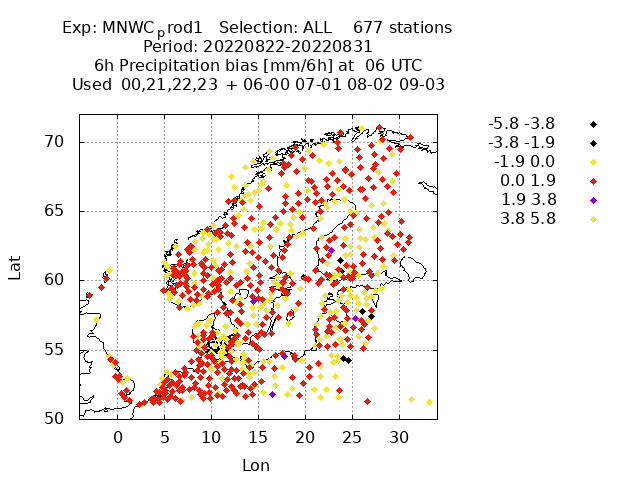 Exp: MNWCprod1 Selection: ALL 677 stations
Period: 20220822-20220831
6h Precipitation bias [mm/6h] at 06 UTC
Used 00,21,22,23 + 06-00 07-01 08-02 09-03
-5.8 -3.8
-3.8 -1.9
-1.9 0.0
0.0 1.9
1.9 3.8
3.8 5.8
70
65
60
55
50
Lat
0 5 10 15 20 25 30
Lon